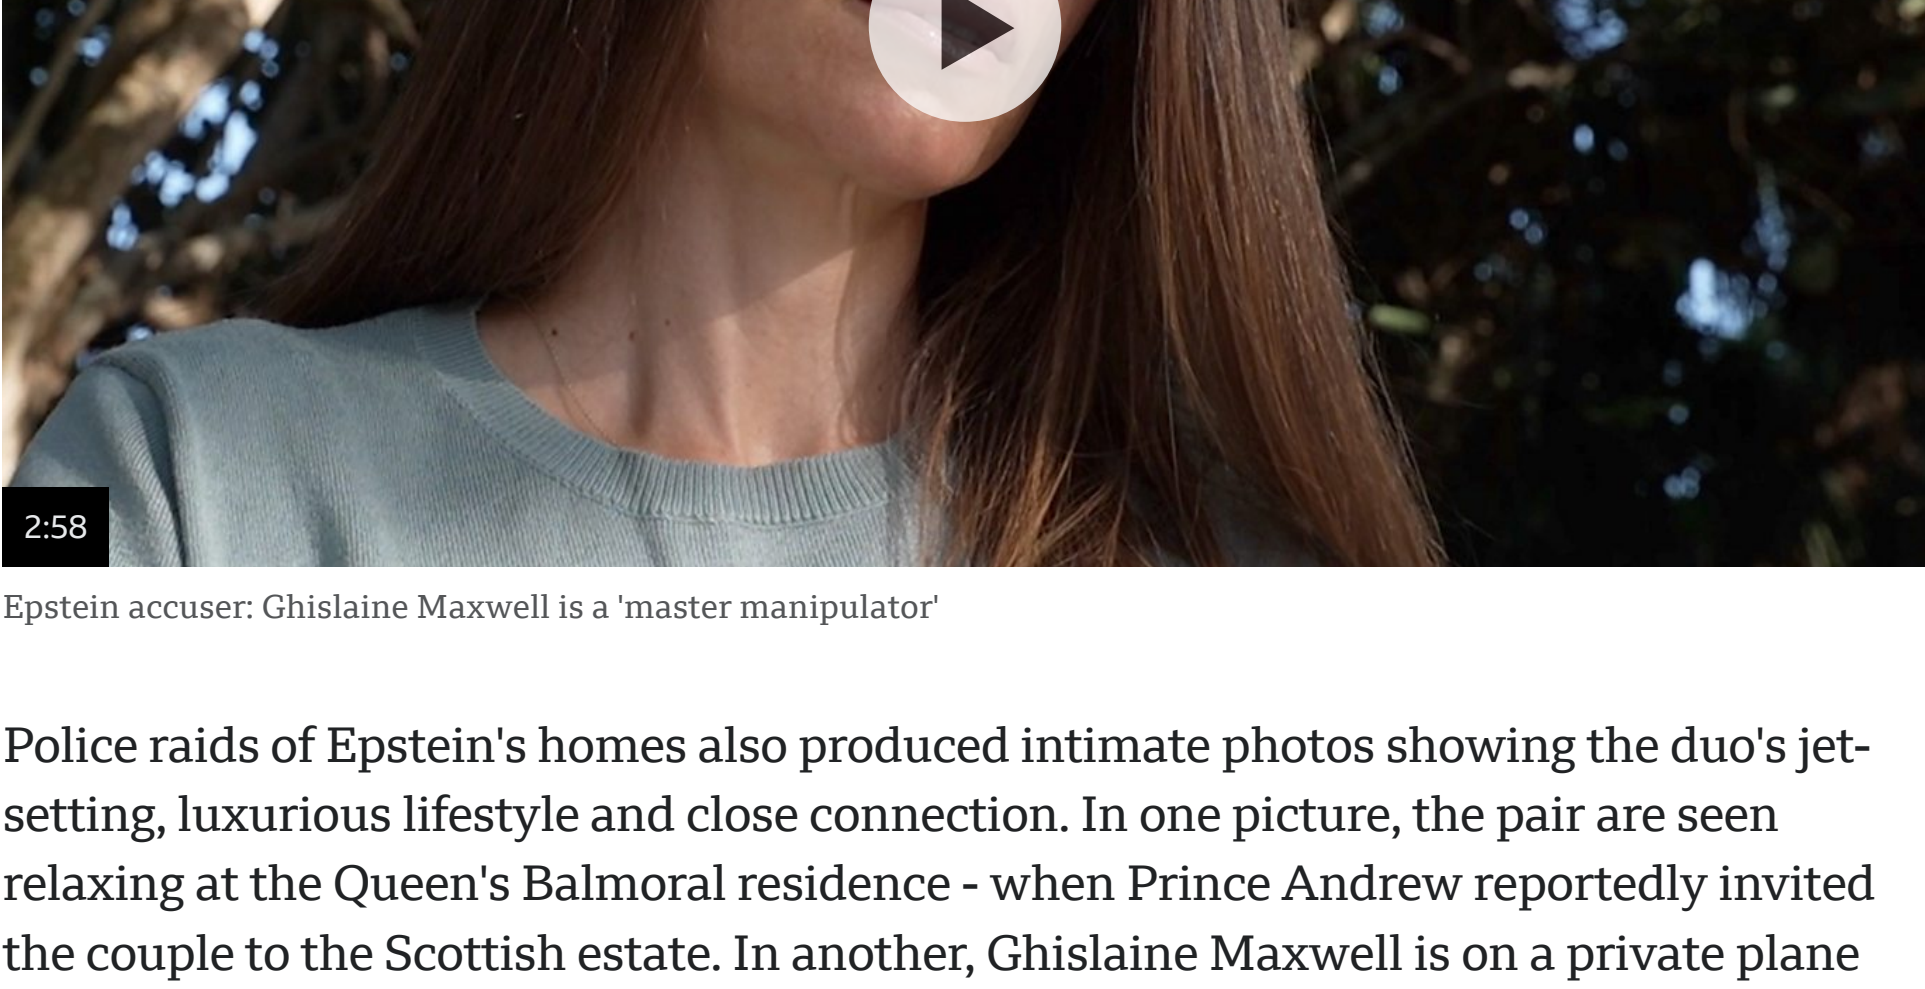 2:58
Epstein accuser: Ghislaine Maxwell is a 'master manipulator'
Police raids of Epstein's homes also produced intimate photos showing the duo's jet-
setting, luxurious lifestyle and close connection. In one picture, the pair are seen
relaxing at the Queen's Balmoral residence - when Prince Andrew reportedly invited
the couple to the Scottish estate. In another, Ghislaine Maxwell is on a private plane